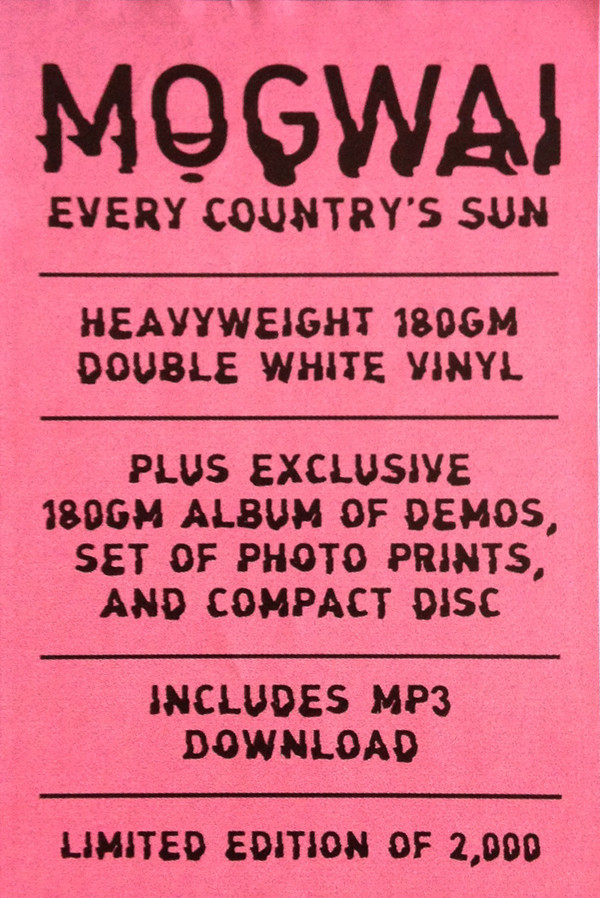 MOGWAI
EVERY COUNTRY'S SUN
HEAVYWEIGHT 180GM
DOUBLE WHITE VINYL
PLUS EXCLUSIVE
180GM ALBUM OF DEMOS,
SET OF PHOTO PRINTS,
AND COMPACT DISC
INCLUDES MP3
DOWNLOAD
LIMITED EDITION OF 2,000